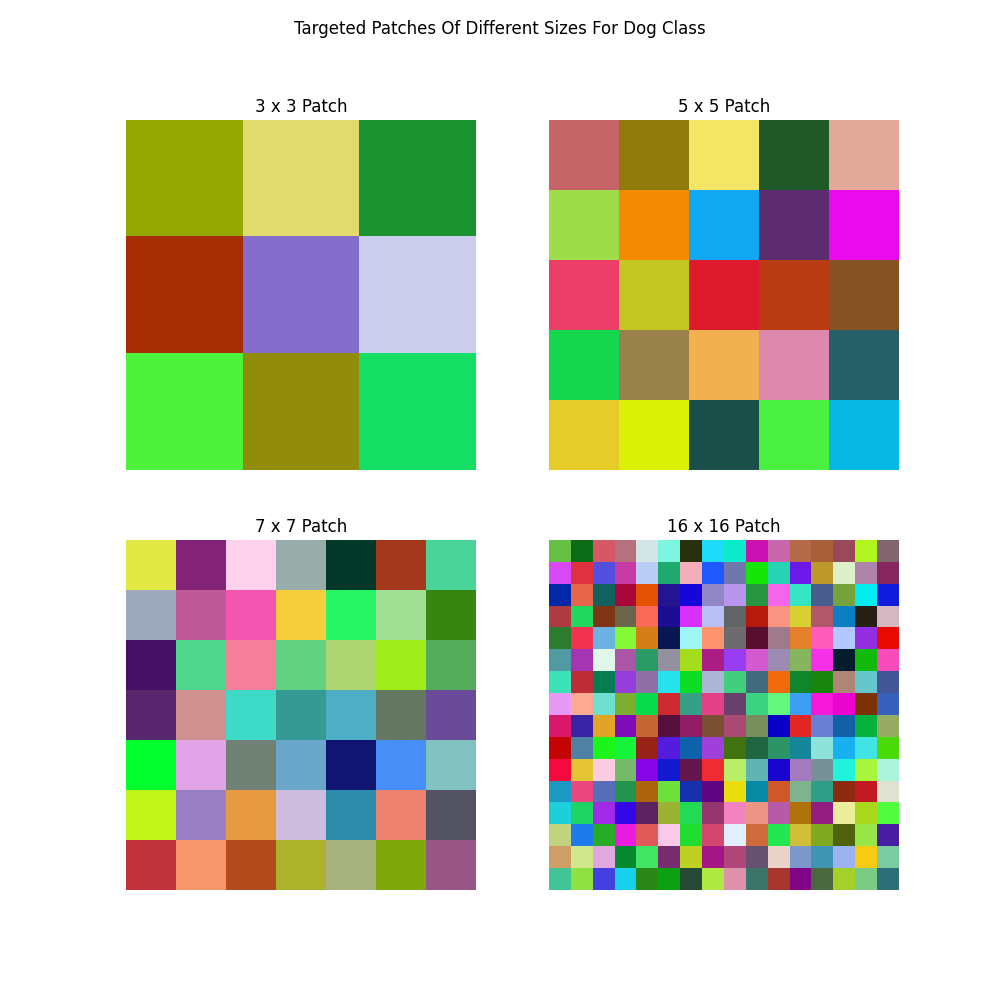 Targeted Patches Of Different Sizes For Dog Class
3 x 3 Patch
5 x 5 Patch
7 x 7 Patch
16 x 16 Patch